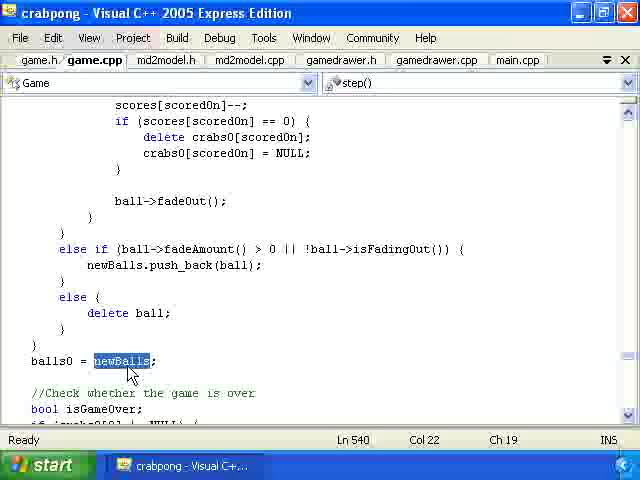 crabpong - Visual C++ 2005 Express Edition
File Edit View Project Build Debug Tools Window Community Help
game.h game.cpp md2model.h md2model.cpp gamedrawer.h gamedrawer.cpp main.cpp
Game step()
scores[scoredOn]--;
if (scores[scoredOn] == 0) {
delete crabs0[scoredOn];
crabs0[scoredOn] = NULL;
}
ball->fadeOut();
}
}
else if (ball->fadeAmount() > 0 || !ball->isFadingOut()) {
newBalls.push_back(ball);
}
else {
delete ball;
}
}
balls0 = newBalls;
//Check whether the game is over
bool isGameOver;
Ready Ln 540 Col 22 Ch 19 INS
start crabpong - Visual C+...